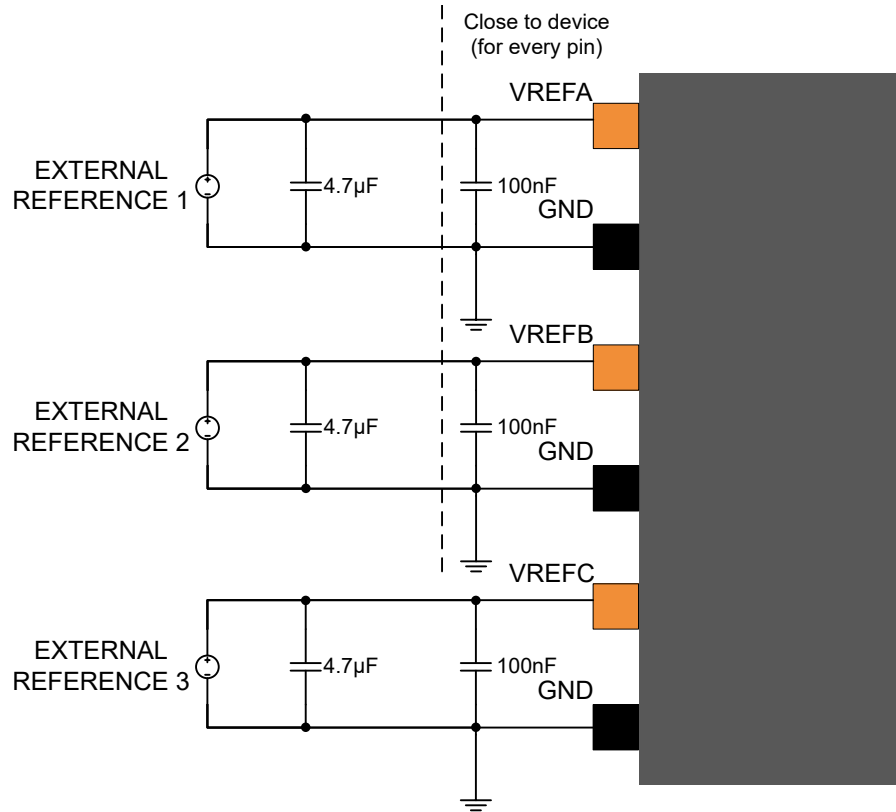 Close to device
(for every pin)
VREFA
EXTERNAL
REFERENCE 1
4.7µF
100nF
GND
VREFB
EXTERNAL
REFERENCE 2
4.7µF
100nF
GND
VREFC
EXTERNAL
REFERENCE 3
4.7µF
100nF
GND